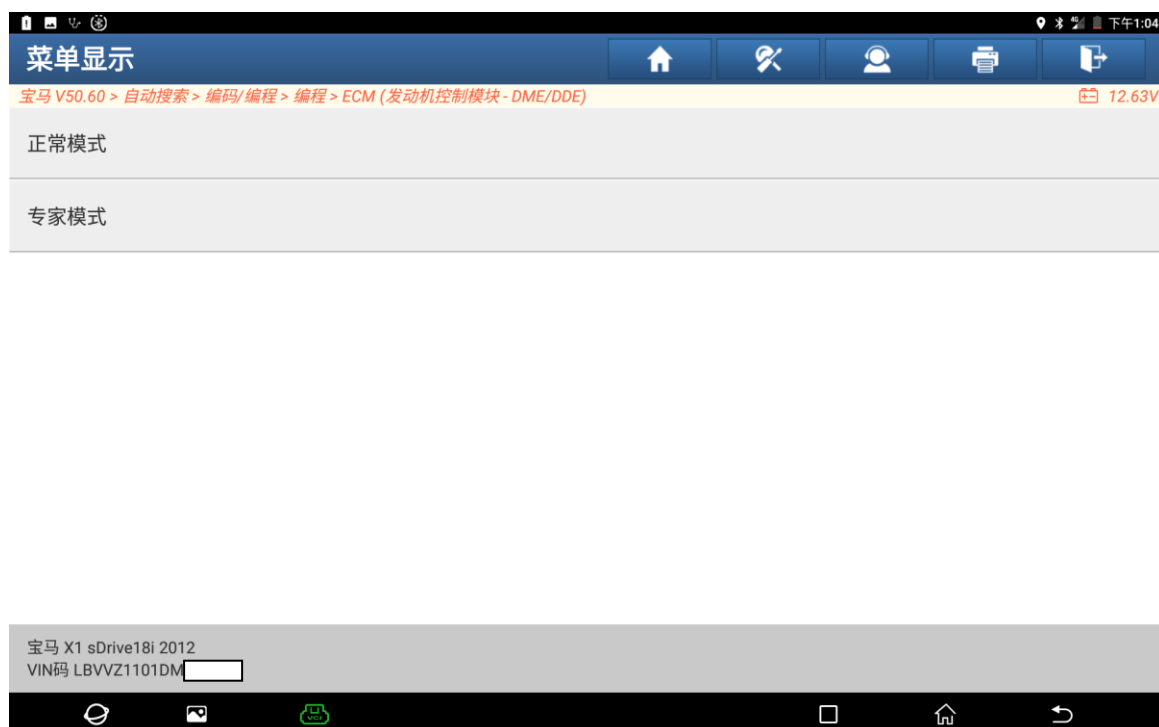 下午1:04
菜单显示
宝马 V50.60 > 自动搜索 > 编码/编程 > 编程 > ECM (发动机控制模块 - DME/DDE)
12.63V
正常模式
专家模式
宝马 X1 sDrive18i 2012
VIN码 LBVVZ1101DM
VCI